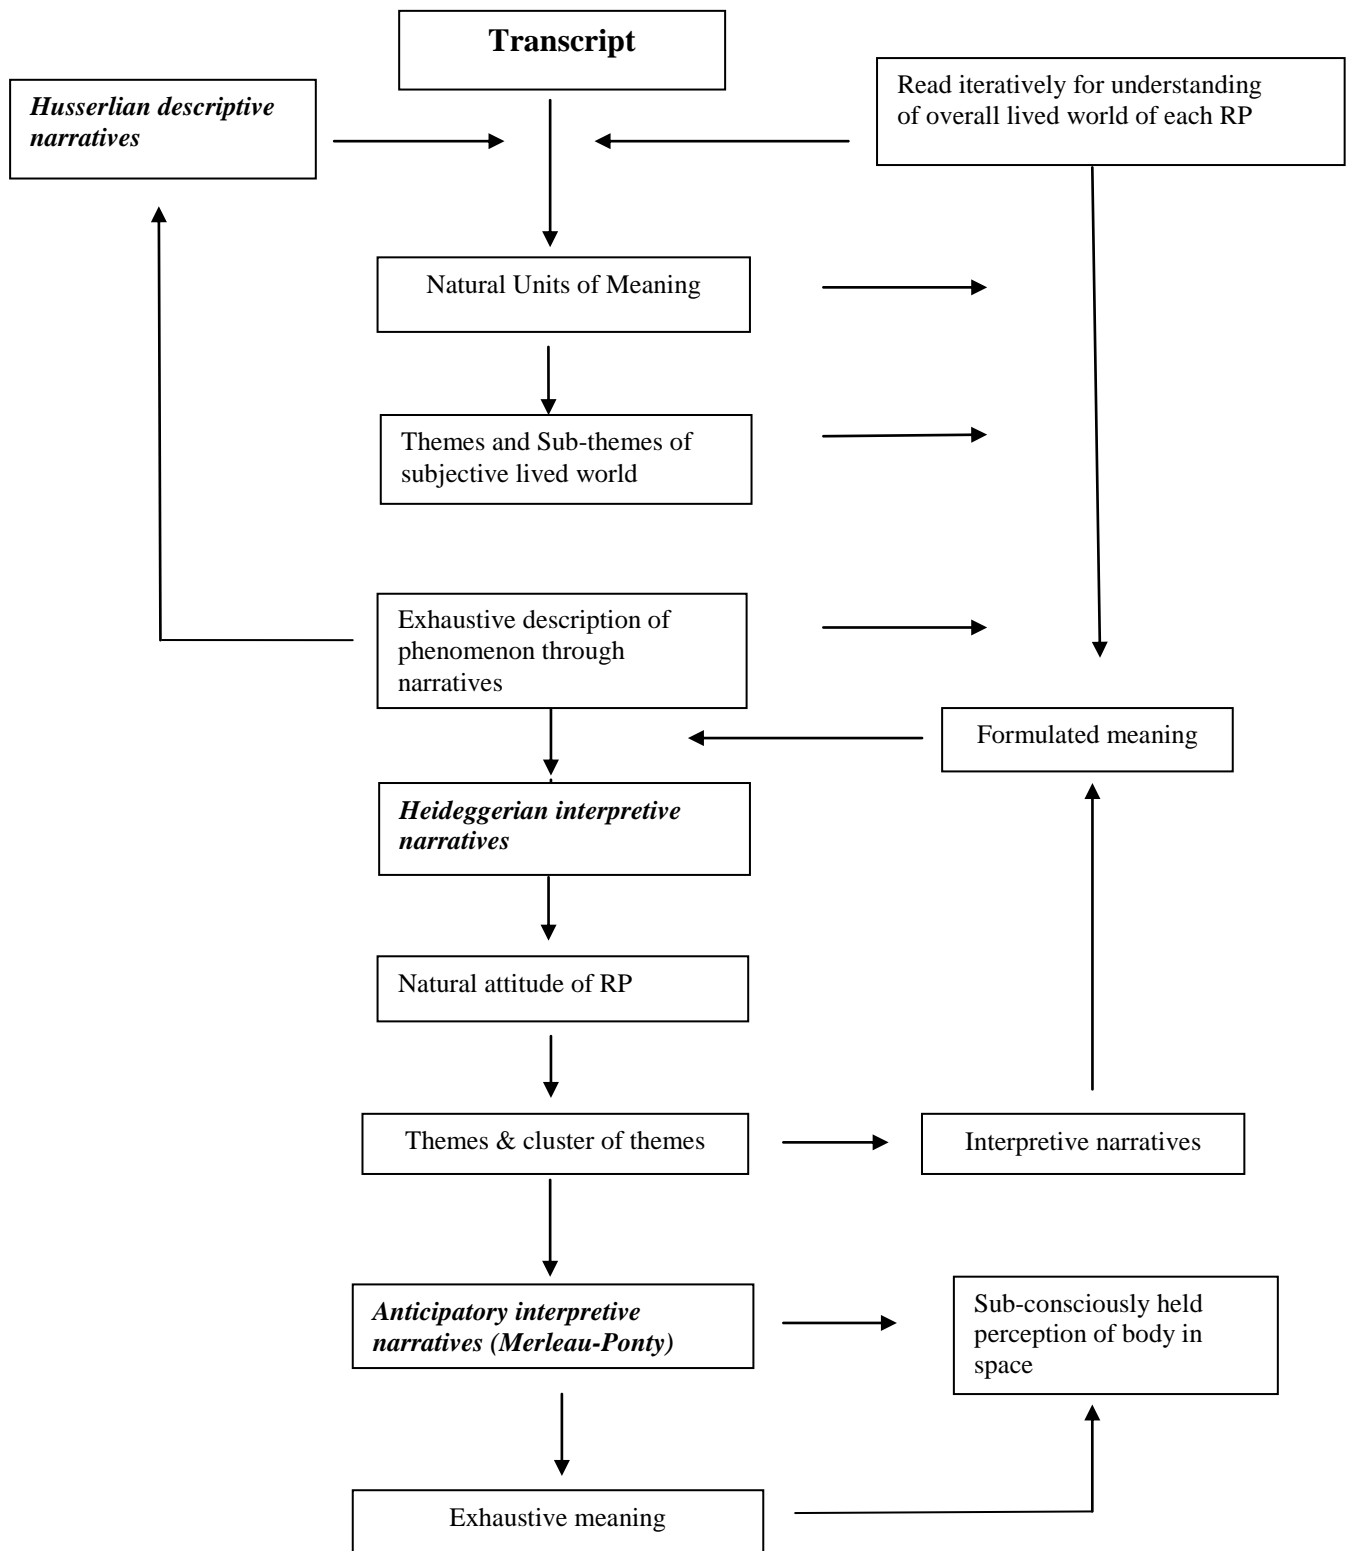 Transcript
Husserlian descriptive
narratives
Read iteratively for understanding
of overall lived world of each RP
Natural Units of Meaning
Themes and Sub-themes of
subjective lived world
Exhaustive description of
phenomenon through
narratives
Formulated meaning
Heideggerian interpretive
narratives
Natural attitude of RP
Themes & cluster of themes
Interpretive narratives
Anticipatory interpretive
narratives (Merleau-Ponty)
Sub-consciously held
perception of body in
space
Exhaustive meaning